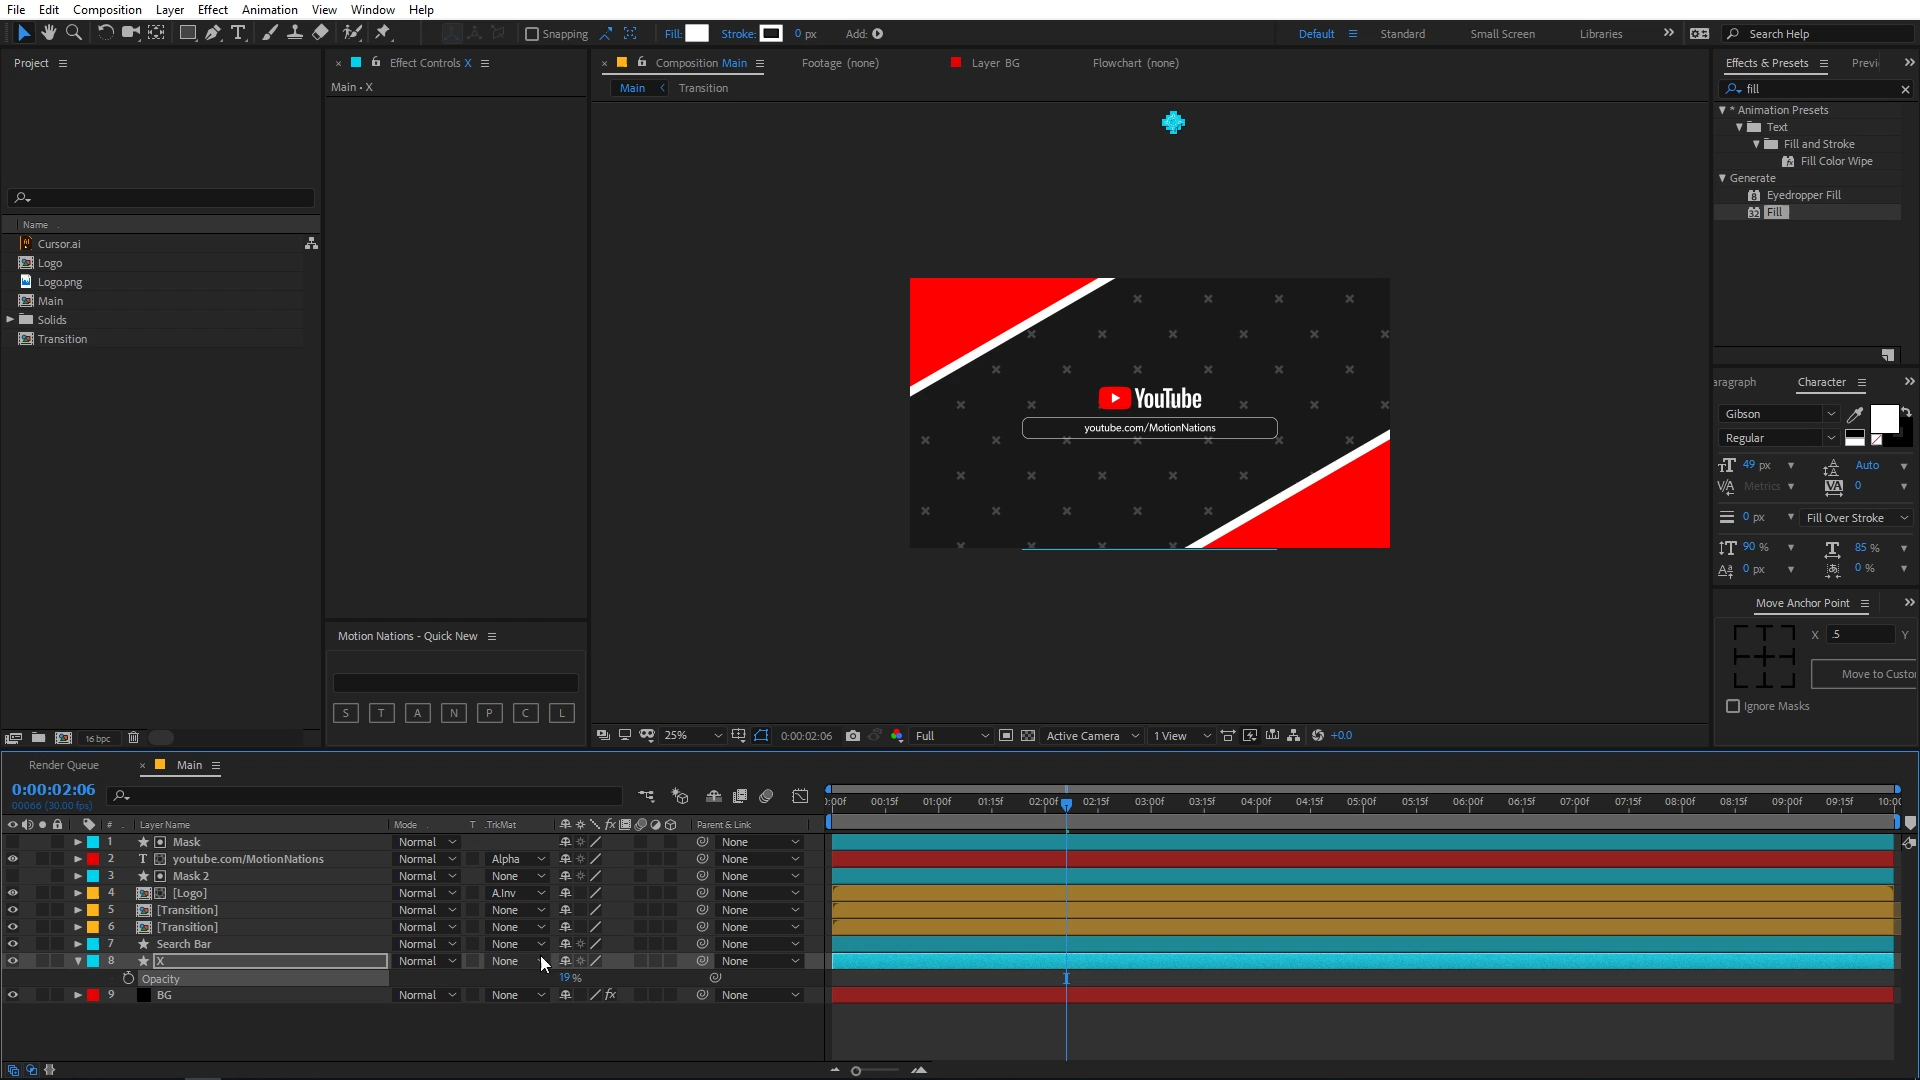 File Edit Composition Layer Effect Animation View Window Help
Snapping Fill: Stroke: 0 px Add: Default Standard Small Screen Libraries Search Help
Project
Effect Controls X
Composition Main
Footage (none)
Layer BG
Flowchart (none)
Effects & Presets
Previ
Main • X
Main
Transition
fill
* Animation Presets
Text
Fill and Stroke
Fill Color Wipe
Generate
Eyedropper Fill
Fill
Name
Cursor.ai
Logo
Logo.png
Main
Solids
Transition
YouTube
youtube.com/MotionNations
aragraph
Character
Gibson
Regular
49 px
Auto
Metrics
0
0 px
Fill Over Stroke
90 %
85 %
0 px
0 %
Motion Nations - Quick New
S T A N P C L
Move Anchor Point
X .5 Y
Move to Custo
Ignore Masks
16 bpc
25% 0:00:02:06 Full Active Camera 1 View +0.0
Render Queue
Main
0:00:02:06
00066 (30.00 fps)
:00f 00:15f 01:00f 01:15f 02:00f 02:15f 03:00f 03:15f 04:00f 04:15f 05:00f 05:15f 06:00f 06:15f 07:00f 07:15f 08:00f 08:15f 09:00f 09:15f 10:00
# Layer Name Mode T .TrkMat fx Parent & Link
1 Mask Normal None
2 T youtube.com/MotionNations Normal Alpha None
3 Mask 2 Normal None None
4 [Logo] Normal A.Inv None
5 [Transition] Normal None None
6 [Transition] Normal None None
7 Search Bar Normal None None
8 X Normal None None
Opacity 19 %
9 BG Normal None fx None